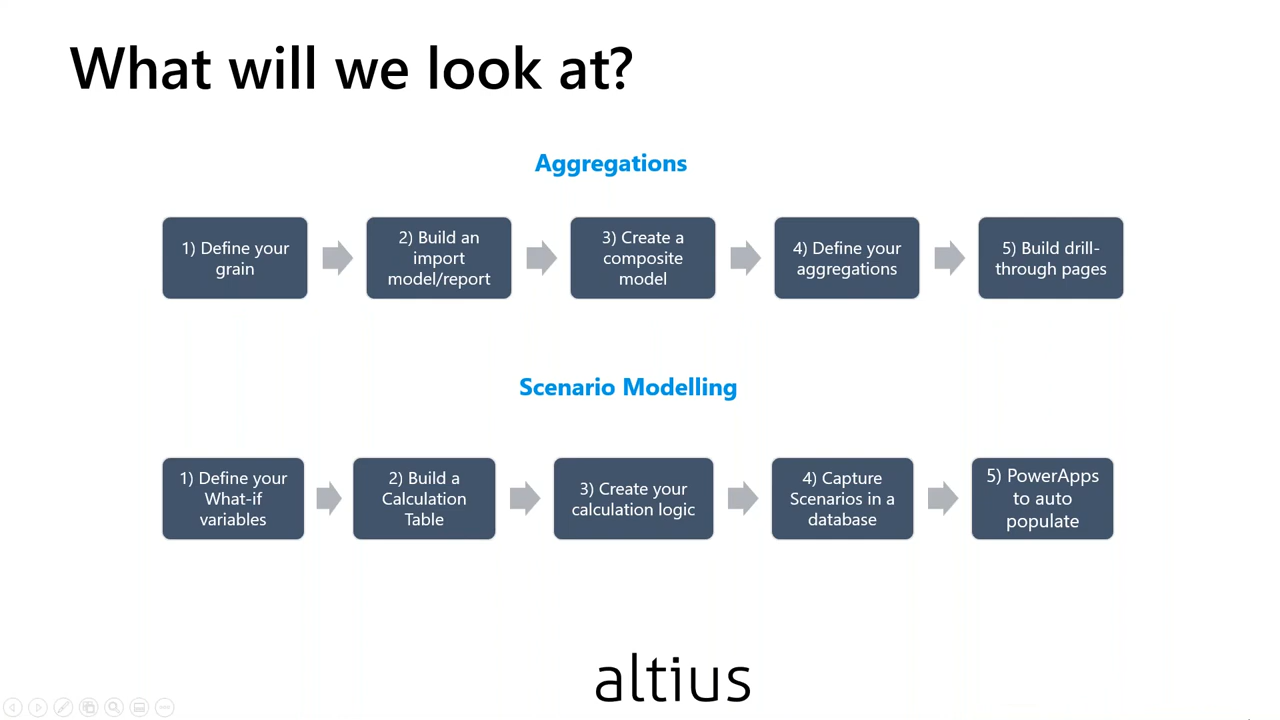 What will we look at?
Aggregations
1) Define your
grain
2) Build an
import
model/report
3) Create a
composite
model
4) Define your
aggregations
5) Build drill-
through pages
Scenario Modelling
1) Define your
What-if
variables
2) Build a
Calculation
Table
3) Create your
calculation logic
4) Capture
Scenarios in a
database
5) PowerApps
to auto
populate
altius